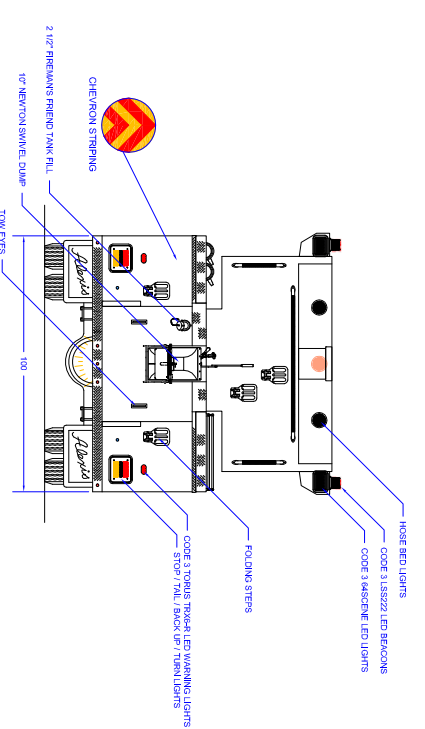 HOSE BED LIGHTS
CODE 3 LSS222 LED BEACONS
CODE 3 64SCENE LED LIGHTS
FOLDING STEPS
CODE 3 TORUS TRX6-R LED WARNING LIGHTS
STOP / TAIL / BACK UP / TURN LIGHTS
CHEVRON STRIPING
2 1/2" FIREMAN'S FRIEND TANK FILL
10" NEWTON SWIVEL DUMP
TOW EYES
Alexis
100
Alexis